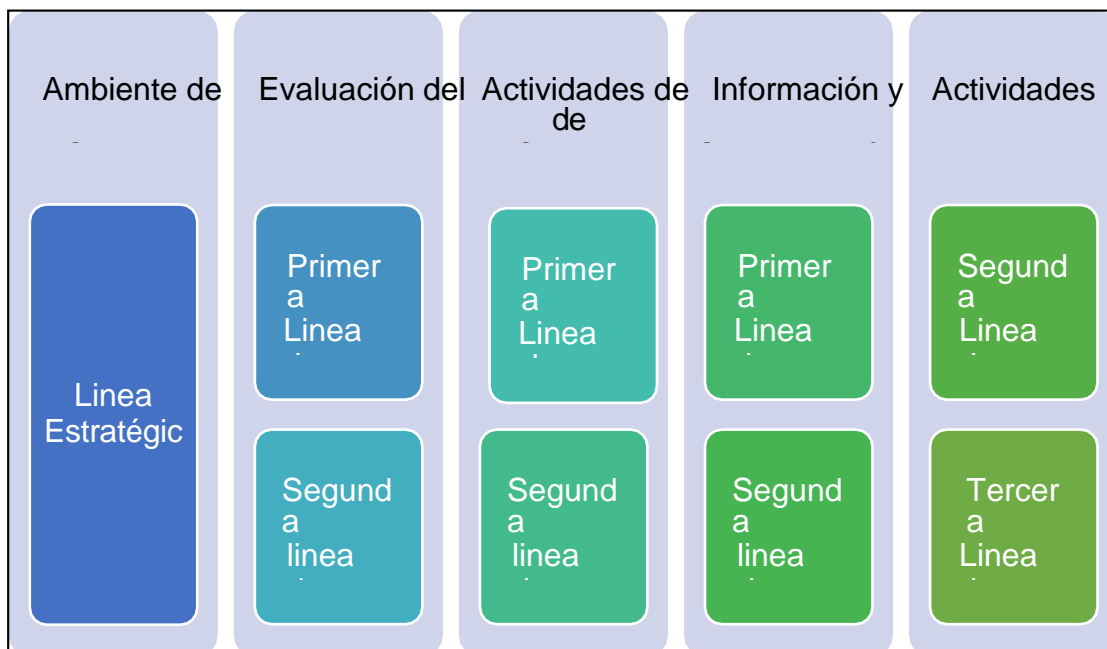 Ambiente de
Evaluación del
Actividades de
de
Información y
Actividades
Linea
Estratégic
Primer
a
Linea
Segund
a
linea
Primer
a
Linea
Segund
a
linea
Primer
a
Linea
Segund
a
linea
Segund
a
Linea
Tercer
a
Linea